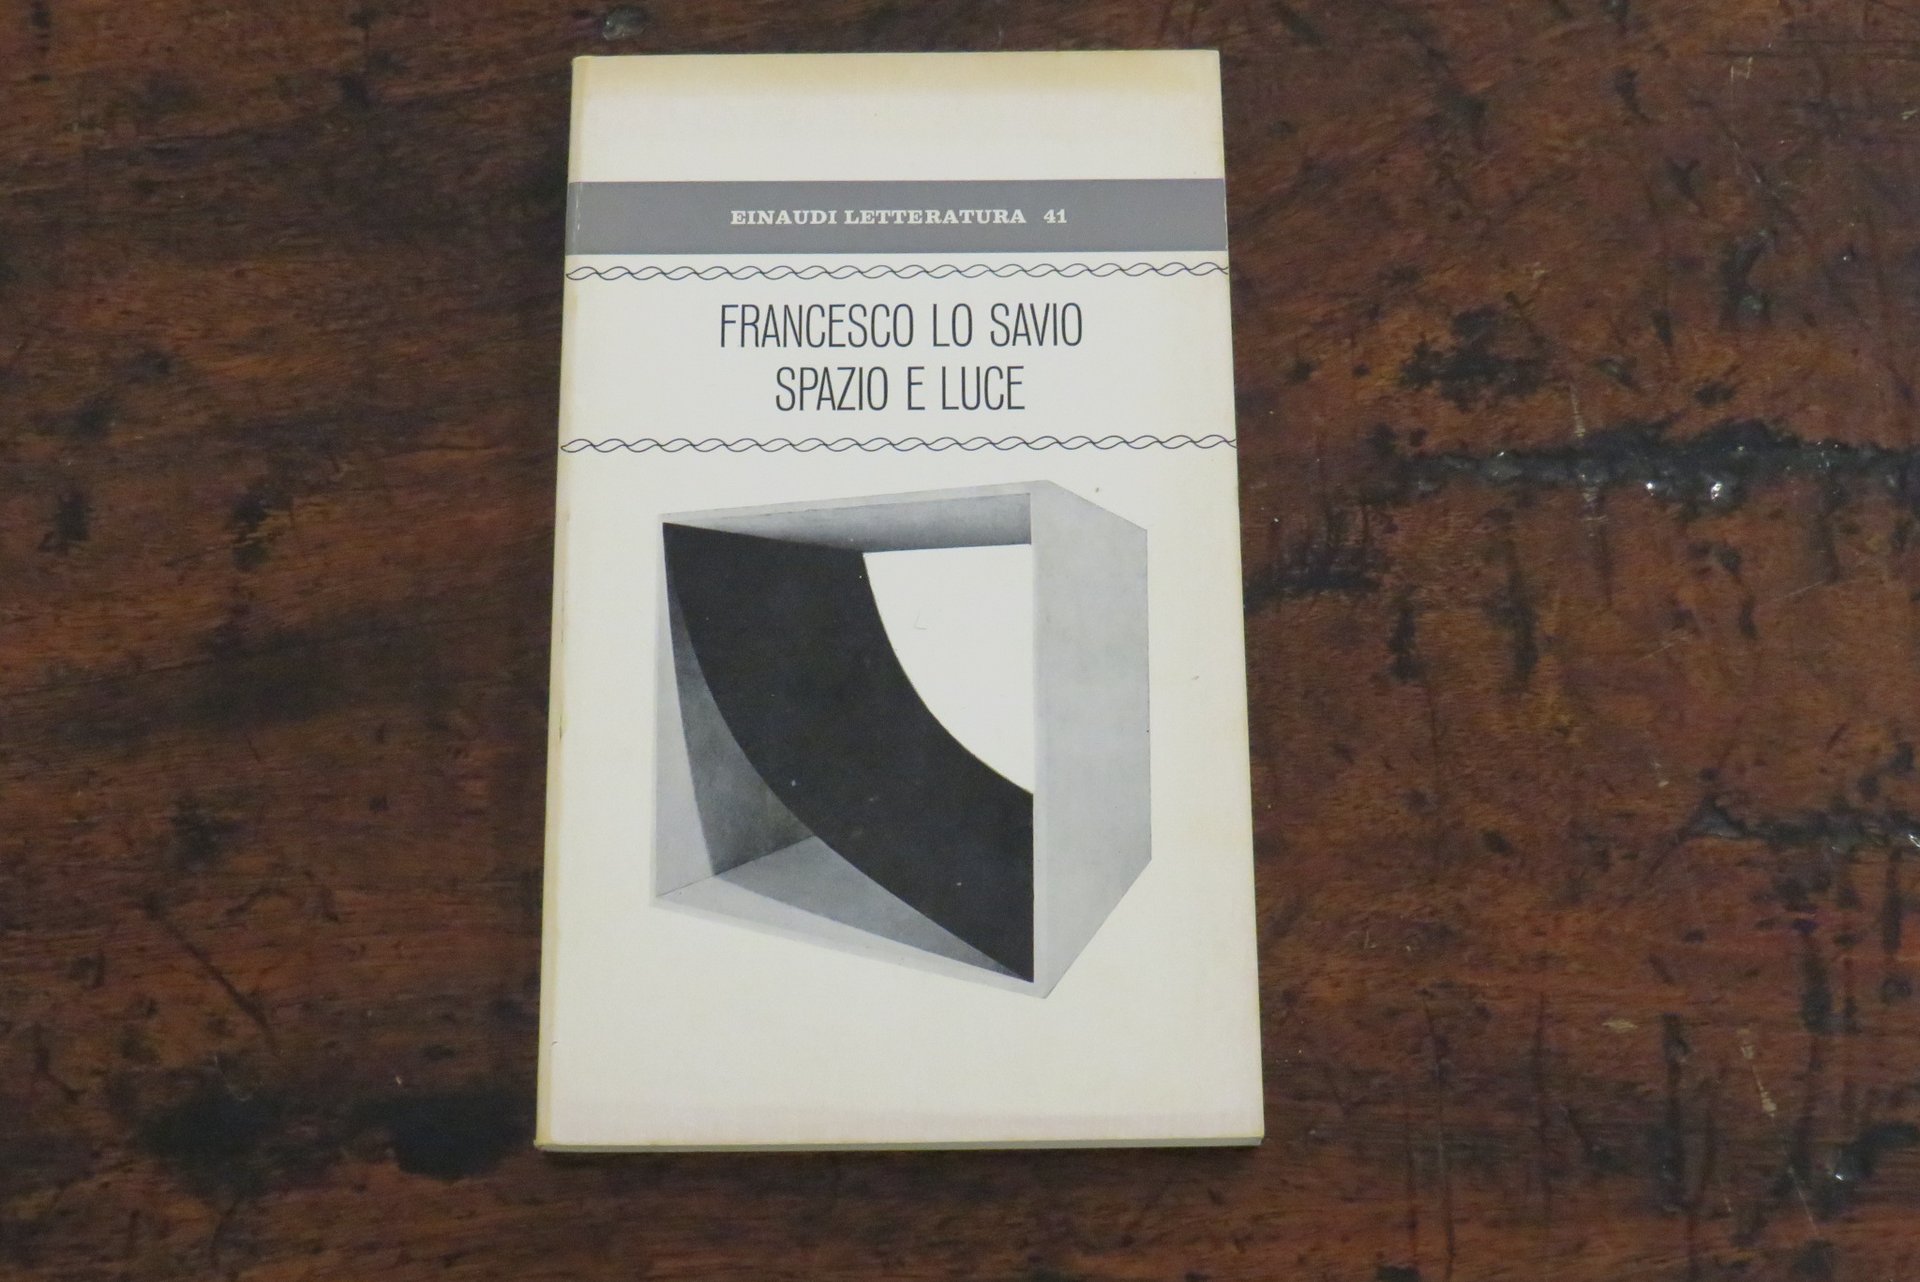 EINAUDI LETTERATURA 41
FRANCESCO LO SAVIO
SPAZIO E LUCE